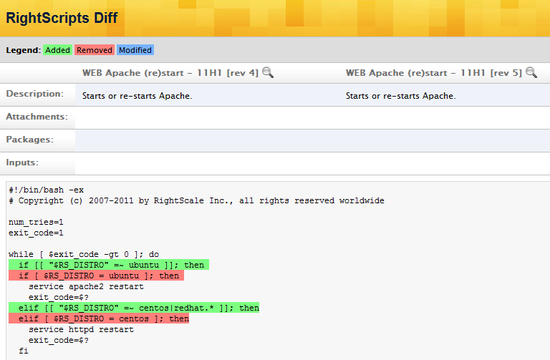 RightScripts Diff
Legend: Added Removed Modified
WEB Apache (re)start - 11H1 [rev 4] WEB Apache (re)start - 11H1 [rev 5]
Description: Starts or re-starts Apache. Starts or re-starts Apache.
Attachments:
Packages:
Inputs:
#!/bin/bash -ex
# Copyright (c) 2007-2011 by RightScale Inc., all rights reserved worldwide
num_tries=1
exit_code=1
while [ $exit_code -gt 0 ]; do
if [[ "$RS_DISTRO" =~ ubuntu ]]; then
if [ $RS_DISTRO = ubuntu ]; then
service apache2 restart
exit_code=$?
elif [[ "$RS_DISTRO" =~ centos|redhat.* ]]; then
elif [ $RS_DISTRO = centos ]; then
service httpd restart
exit_code=$?
fi